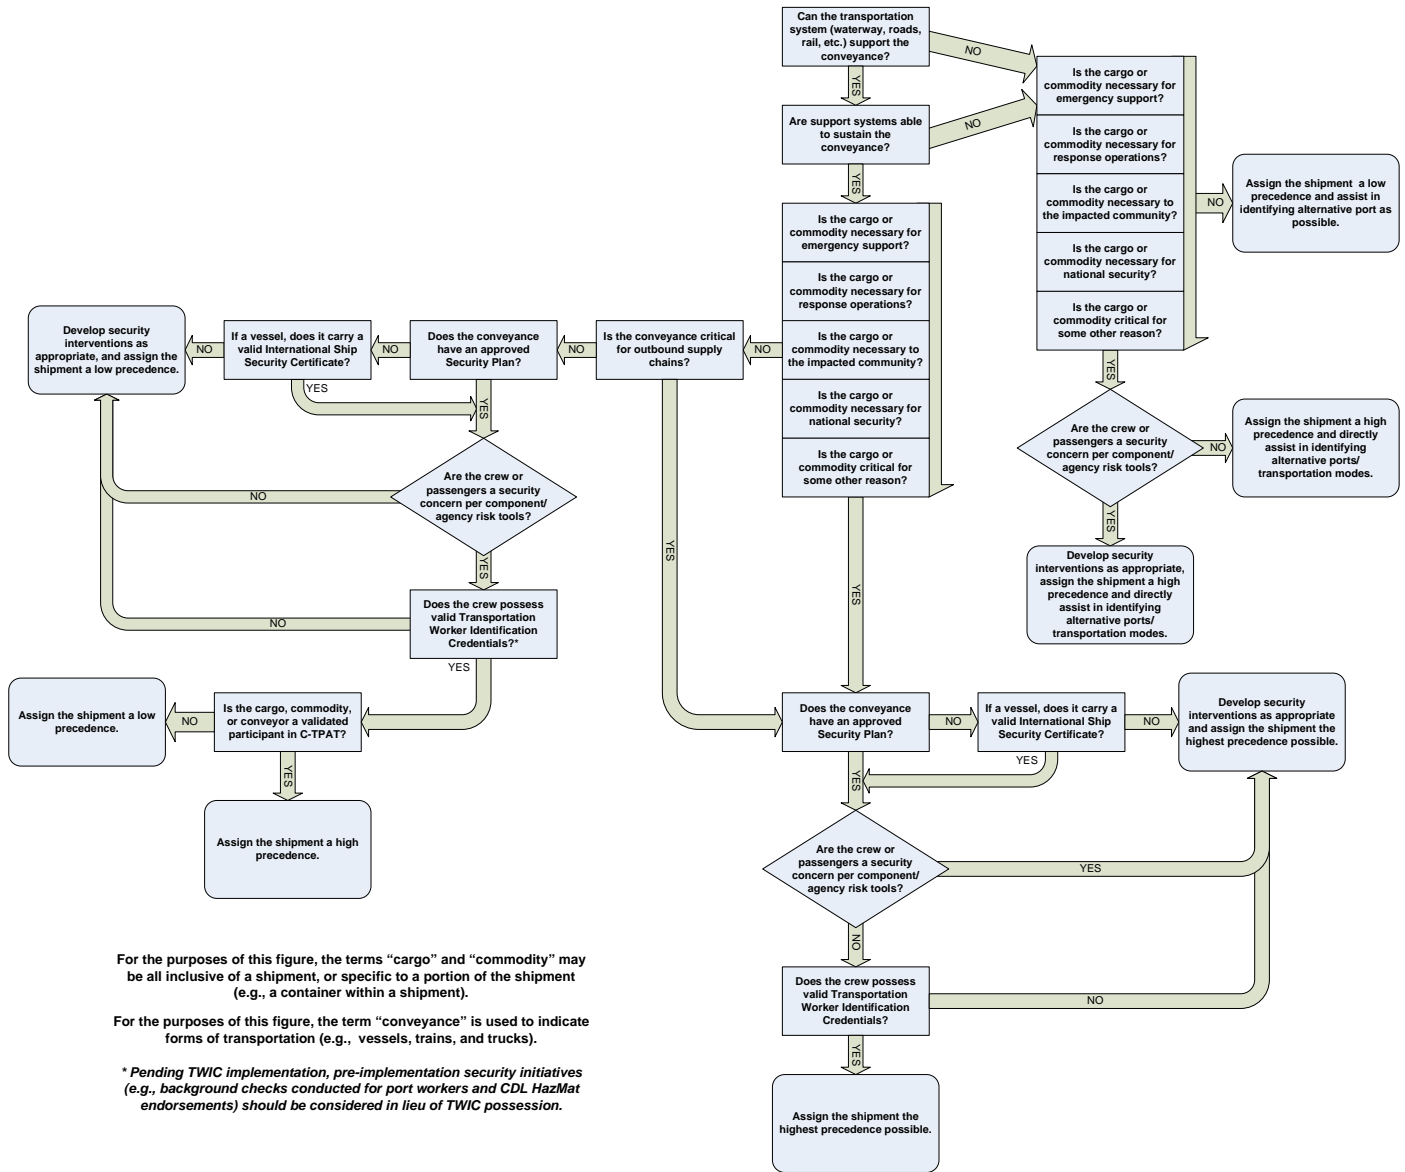 Can the transportation
system (waterway, roads,
rail, etc.) support the
conveyance?
NO
YES
Are support systems able
to sustain the
conveyance?
NO
YES
Is the cargo or
commodity necessary for
emergency support?
Is the cargo or
commodity necessary for
response operations?
Is the cargo or
commodity necessary to
the impacted community?
Is the cargo or
commodity necessary for
national security?
Is the cargo or
commodity critical for
some other reason?
NO
Assign the shipment a low
precedence and assist in
identifying alternative port as
possible.
YES
Are the crew or
passengers a security
concern per component/
agency risk tools?
NO
Assign the shipment a high
precedence and directly
assist in identifying
alternative ports/
transportation modes.
YES
Develop security
interventions as appropriate,
assign the shipment a high
precedence and directly
assist in identifying
alternative ports/
transportation modes.
Is the cargo or
commodity necessary for
emergency support?
Is the cargo or
commodity necessary for
response operations?
Is the cargo or
commodity necessary to
the impacted community?
Is the cargo or
commodity necessary for
national security?
Is the cargo or
commodity critical for
some other reason?
NO
YES
Is the conveyance critical
for outbound supply
chains?
NO
YES
Does the conveyance
have an approved
Security Plan?
NO
YES
If a vessel, does it carry a
valid International Ship
Security Certificate?
NO
YES
Develop security
interventions as
appropriate, and assign the
shipment a low precedence.
Are the crew or
passengers a security
concern per component/
agency risk tools?
NO
YES
Does the crew possess
valid Transportation
Worker Identification
Credentials?*
NO
YES
Is the cargo, commodity,
or conveyor a validated
participant in C-TPAT?
NO
Assign the shipment a low
precedence.
YES
Assign the shipment a high
precedence.
Does the conveyance
have an approved
Security Plan?
NO
YES
If a vessel, does it carry a
valid International Ship
Security Certificate?
NO
YES
Develop security
interventions as appropriate
and assign the shipment the
highest precedence possible.
Are the crew or
passengers a security
concern per component/
agency risk tools?
YES
NO
Does the crew possess
valid Transportation
Worker Identification
Credentials?
NO
YES
Assign the shipment the
highest precedence possible.
For the purposes of this figure, the terms “cargo” and “commodity” may
be all inclusive of a shipment, or specific to a portion of the shipment
(e.g., a container within a shipment).
For the purposes of this figure, the term “conveyance” is used to indicate
forms of transportation (e.g., vessels, trains, and trucks).
* Pending TWIC implementation, pre-implementation security initiatives
(e.g., background checks conducted for port workers and CDL HazMat
endorsements) should be considered in lieu of TWIC possession.